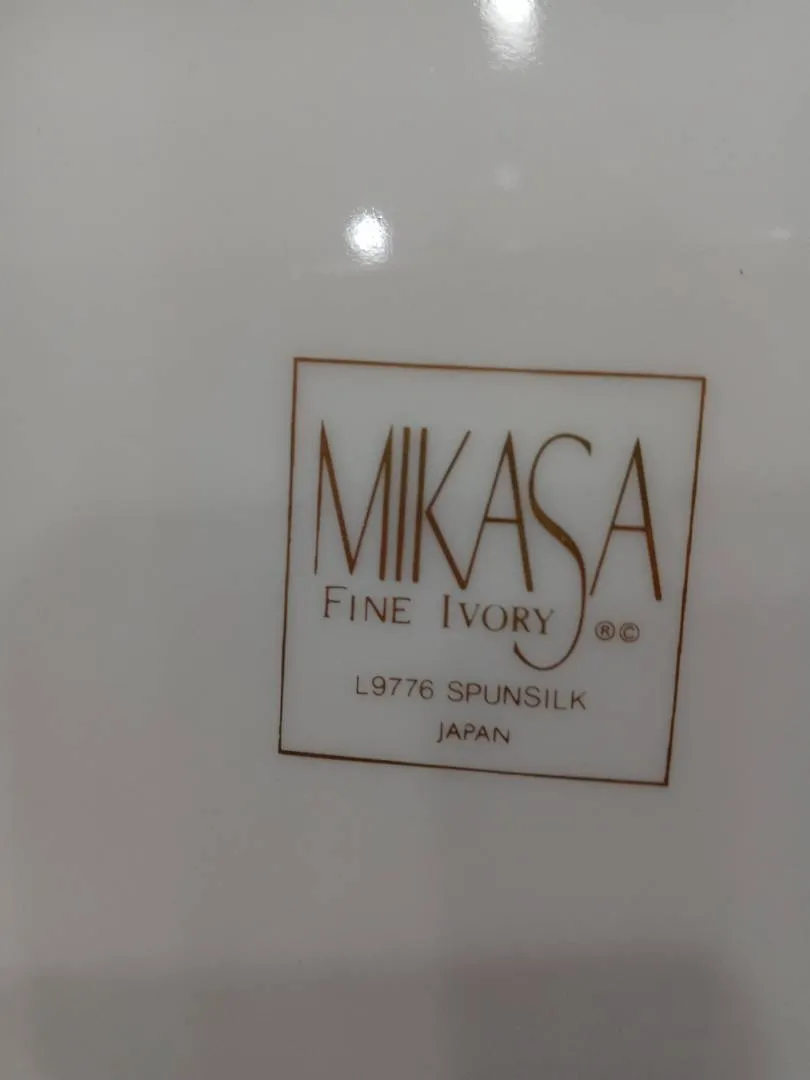 MIKASA
FINE IVORY ®©
L9776 SPUNSILK
JAPAN